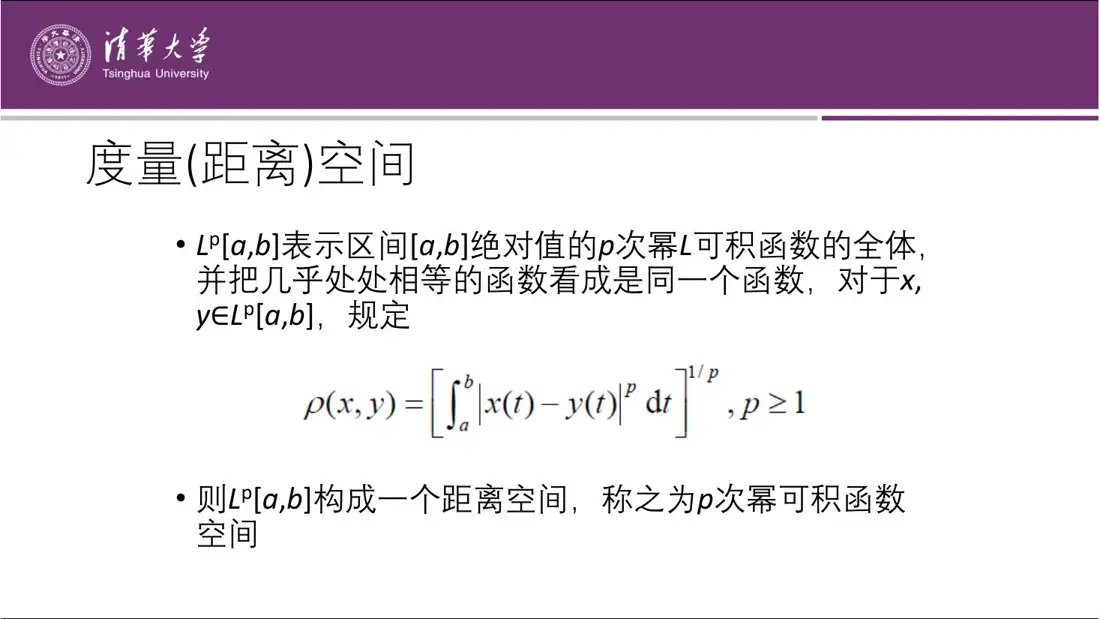 清华大学
Tsinghua University
度量(距离)空间
• Lᵖ[a,b]表示区间[a,b]绝对值的p次幂L可积函数的全体，
并把几乎处处相等的函数看成是同一个函数，对于x,
y∈Lᵖ[a,b]，规定
ρ(x, y) = [∫ₐᵇ |x(t) − y(t)|ᵖ dt]^{1/p}, p ≥ 1
• 则Lᵖ[a,b]构成一个距离空间，称之为p次幂可积函数
空间